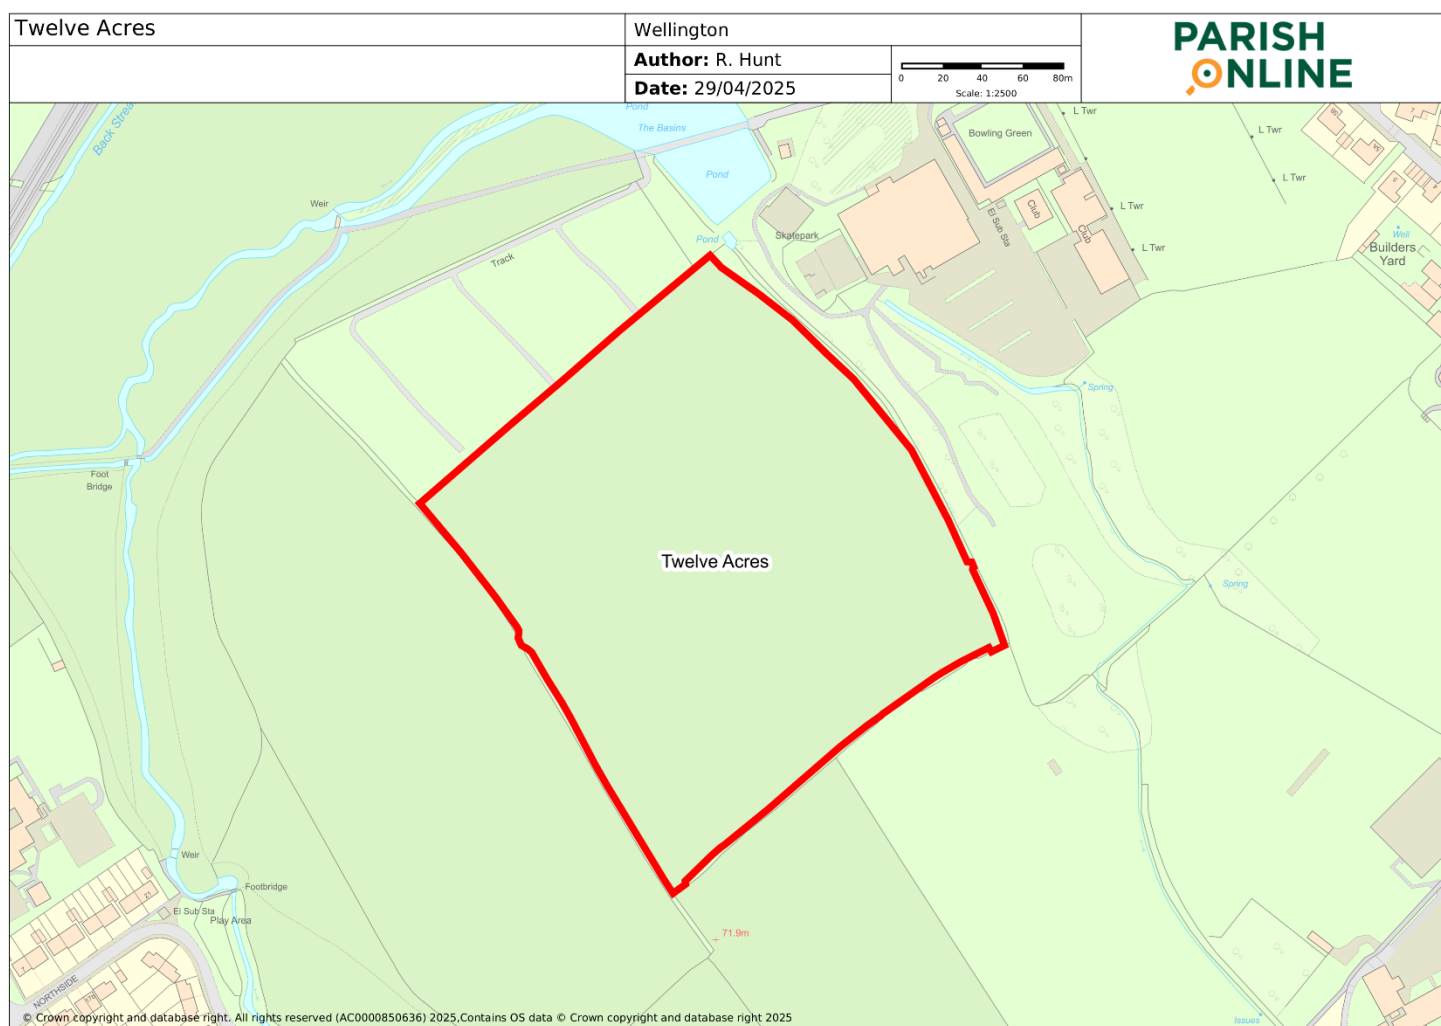 Twelve Acres
Wellington
Author: R. Hunt
Date: 29/04/2025
0 20 40 60 80m
Scale: 1:2500
PARISH
ONLINE
Back Strea
Pond
The Basins
Pond
Bowling Green
L Twr
L Twr
L Twr
L Twr
L Twr
Weir
Club
El Sub Sta
Club
Skatepark
Pond
Well
Builders
Yard
Track
Spring
Foot
Bridge
Twelve Acres
Spring
Weir
Footbridge
21
El Sub Sta
Play Area
71.9m
7
NORTHSIDE
Issues
© Crown copyright and database right. All rights reserved (AC0000850636) 2025,Contains OS data © Crown copyright and database right 2025